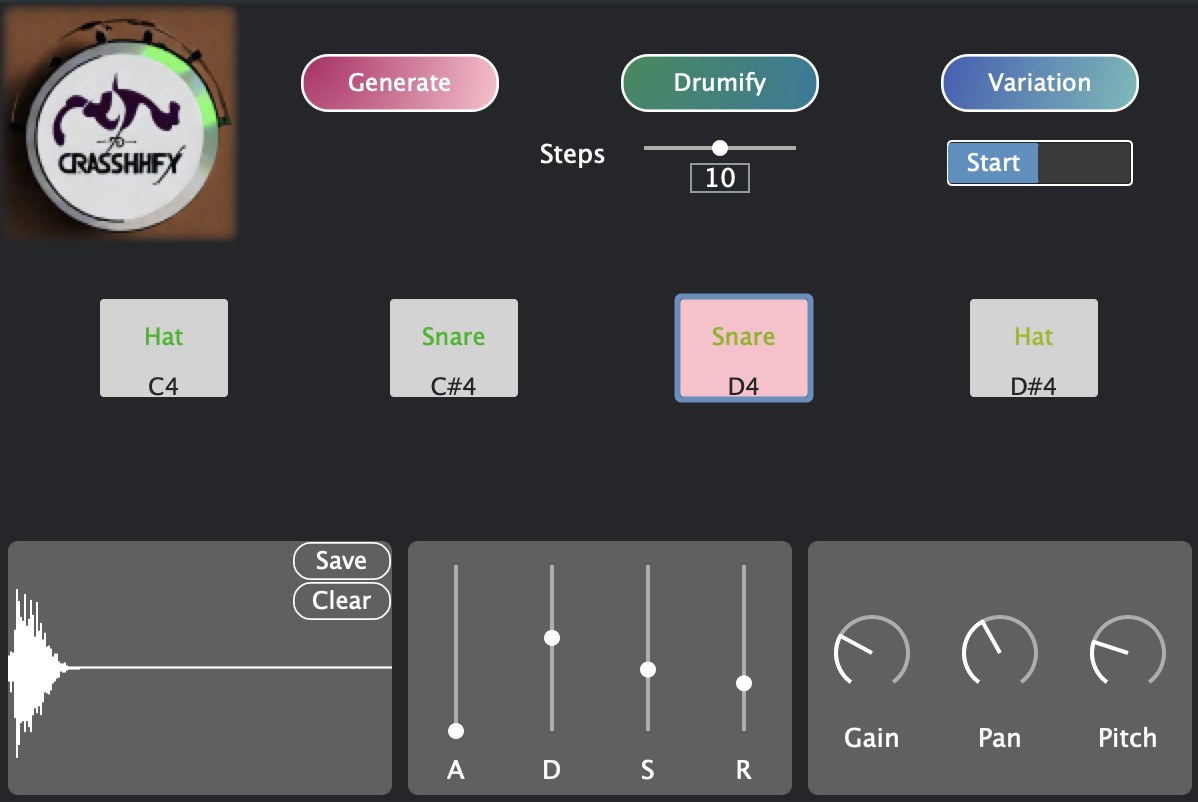 CRASSHHFX
Generate
Drumify
Variation
Steps
10
Start
Hat
C4
Snare
C#4
Snare
D4
Hat
D#4
Save
Clear
A
D
S
R
Gain
Pan
Pitch